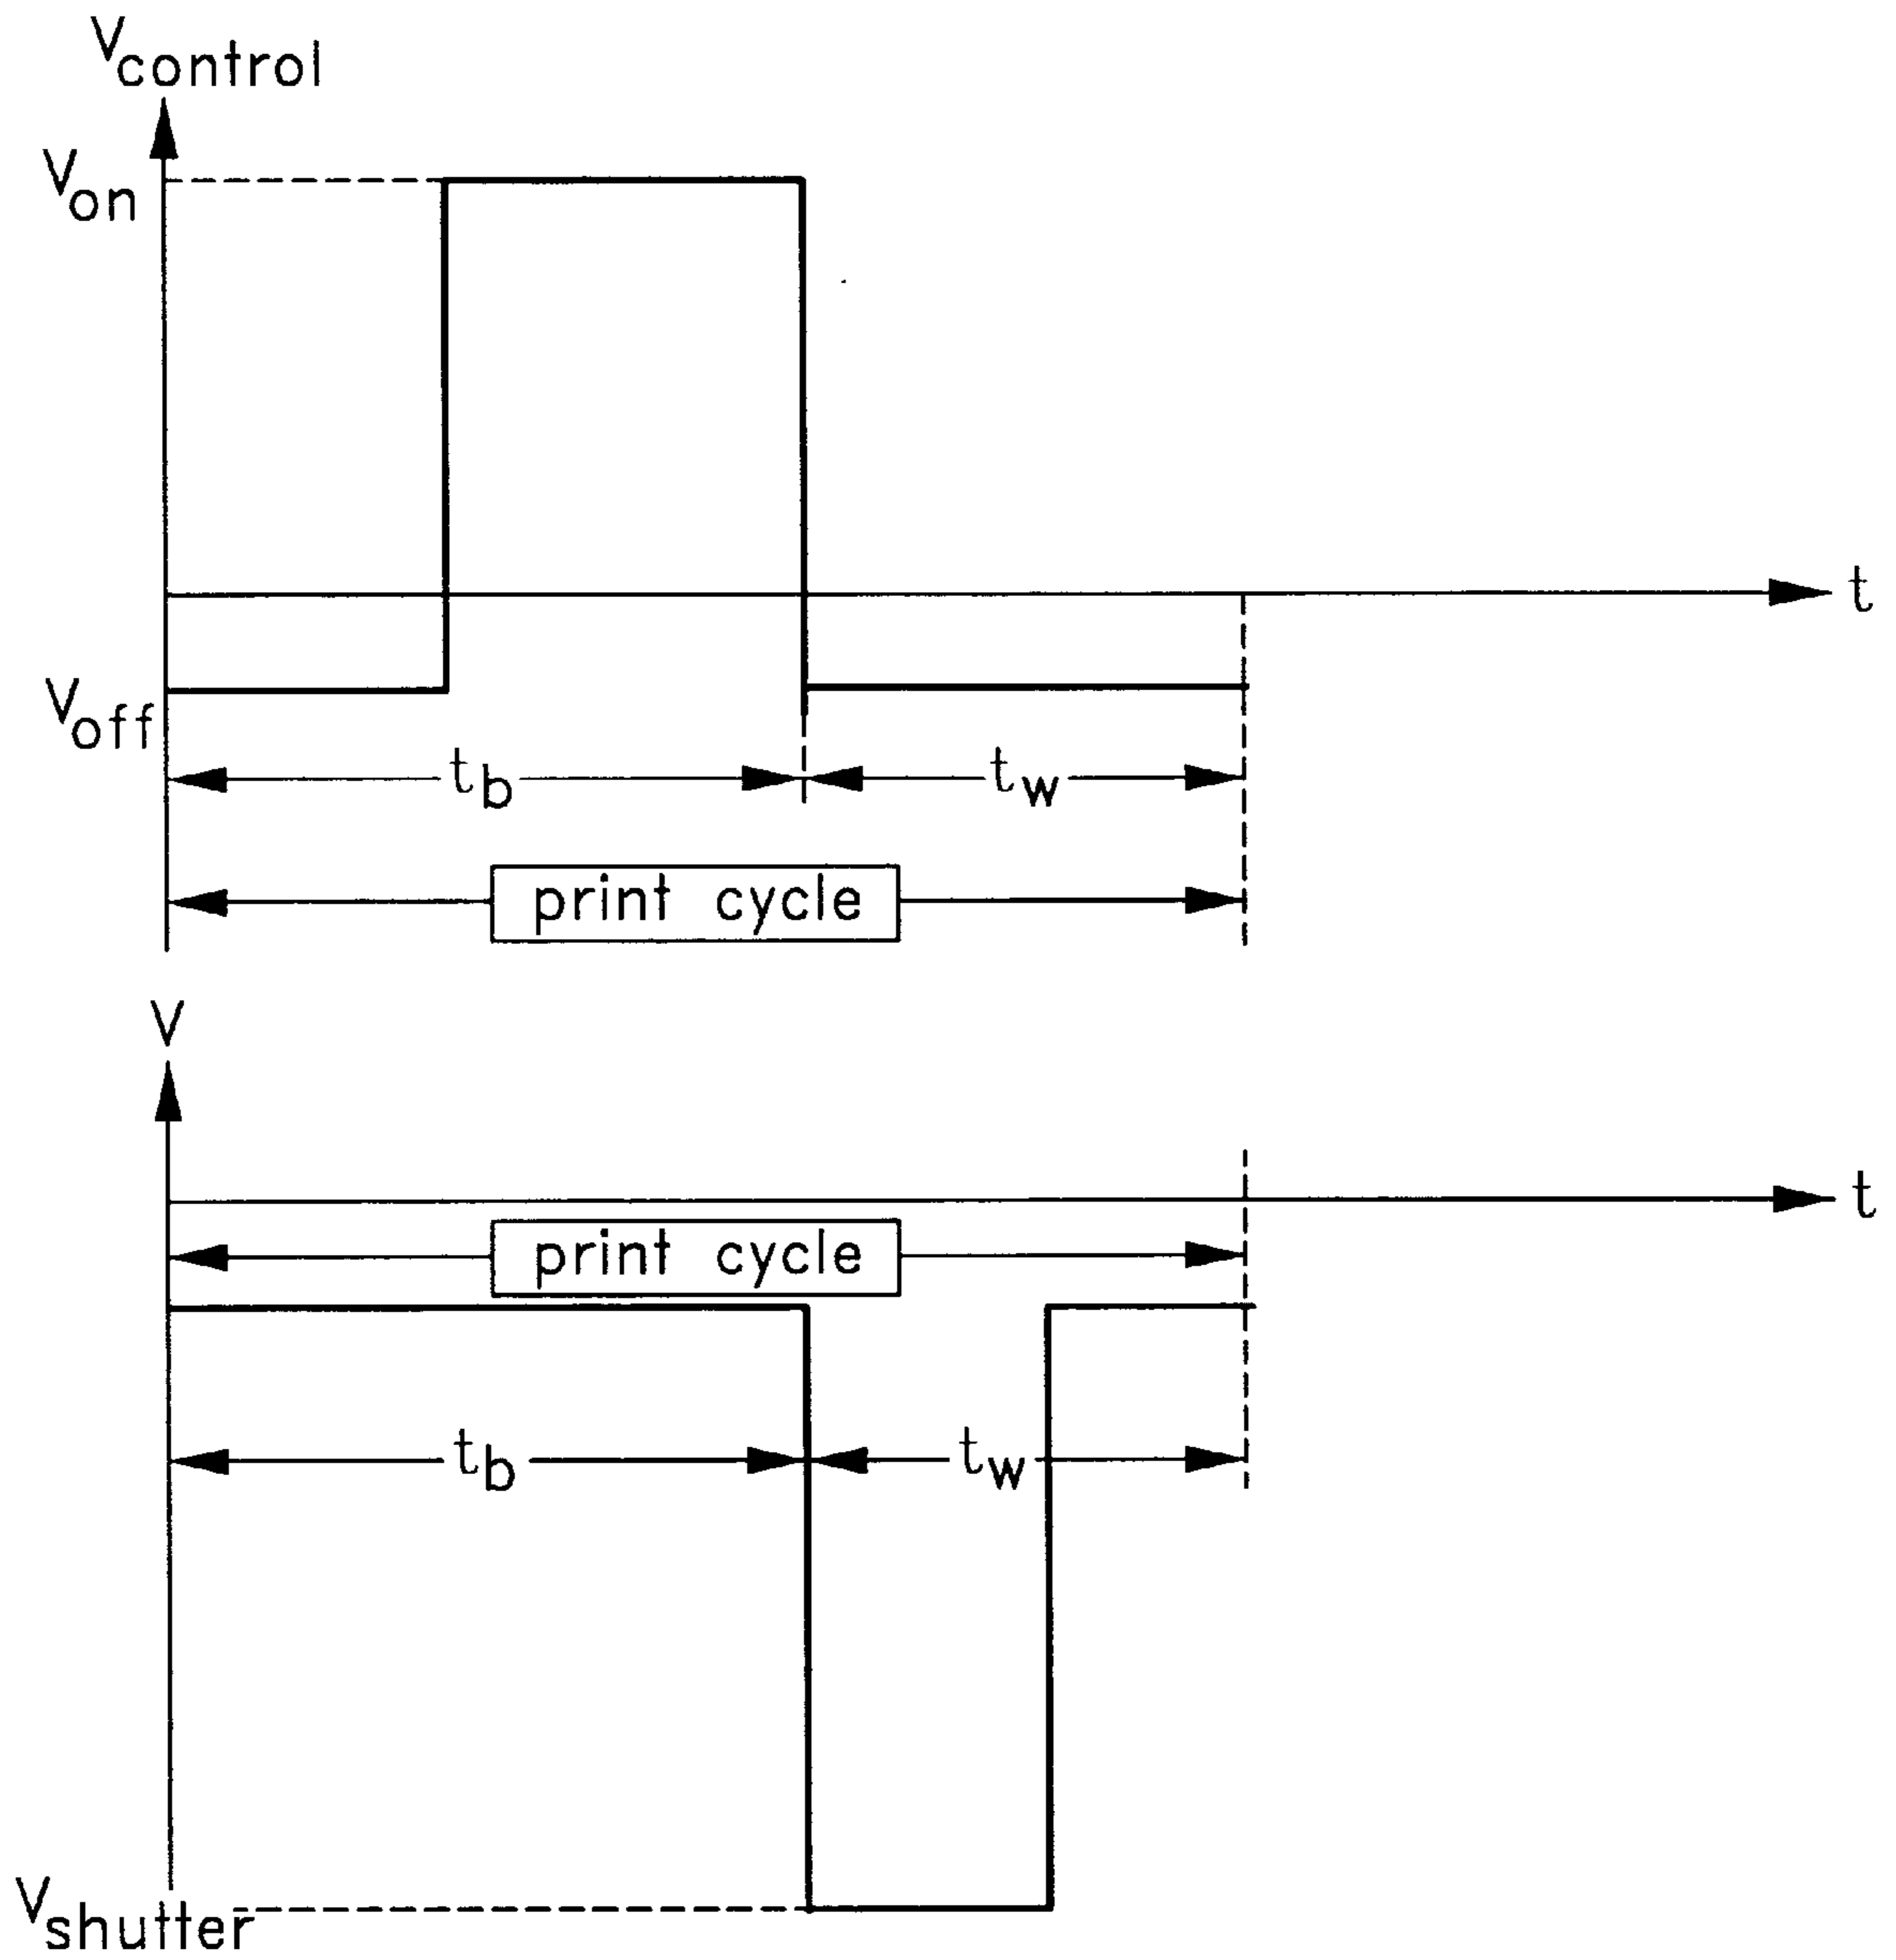 Vcontrol
Von
t
Voff
tb
tw
print cycle
V
t
print cycle
tb
tw
Vshutter